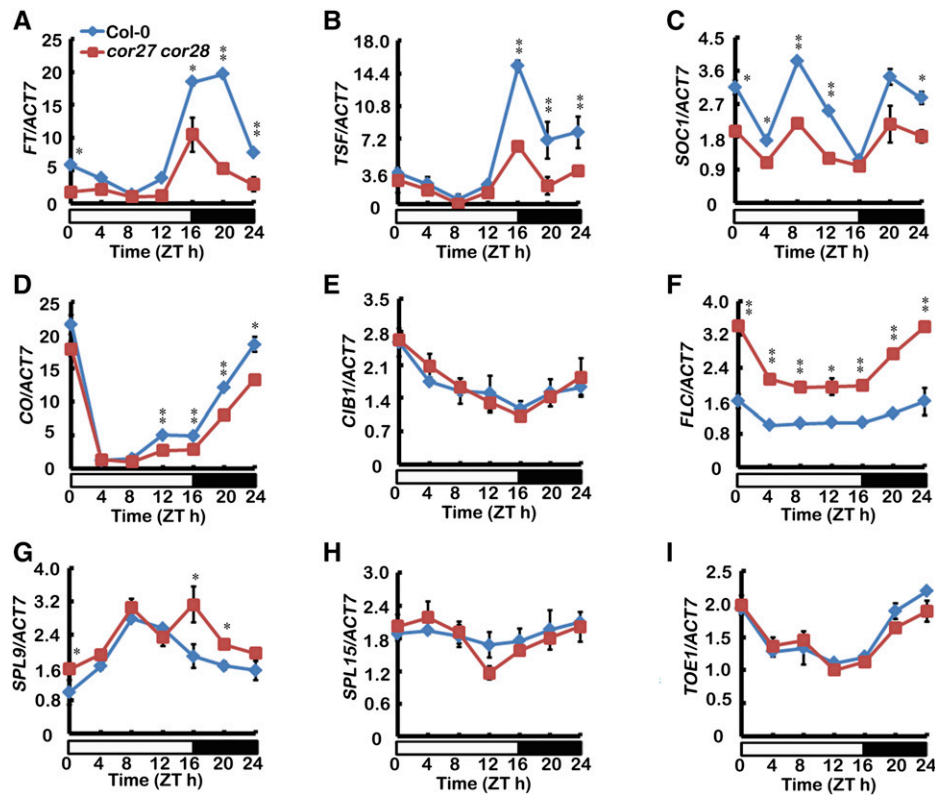 A
Col-0
cor27 cor28
FT/ACT7
25
20
15
10
5
0
0 4 8 12 16 20 24
Time (ZT h)
* * ** **
B
TSF/ACT7
18.0
14.4
10.8
7.2
3.6
0
0 4 8 12 16 20 24
Time (ZT h)
** ** **
C
SOC1/ACT7
4.5
3.6
2.7
1.8
0.9
0
0 4 8 12 16 20 24
Time (ZT h)
* * ** ** *
D
CO/ACT7
25
20
15
10
5
0
0 4 8 12 16 20 24
Time (ZT h)
** ** ** *
E
CIB1/ACT7
3.5
2.8
2.1
1.4
0.7
0
0 4 8 12 16 20 24
Time (ZT h)
F
FLC/ACT7
4.0
3.2
2.4
1.6
0.8
0
0 4 8 12 16 20 24
Time (ZT h)
** ** ** * ** ** **
G
SPL9/ACT7
4.0
3.2
2.4
1.6
0.8
0
0 4 8 12 16 20 24
Time (ZT h)
* * *
H
SPL15/ACT7
3.0
2.4
1.8
1.2
0.6
0
0 4 8 12 16 20 24
Time (ZT h)
I
TOE1/ACT7
2.5
2.0
1.5
1.0
0.5
0
0 4 8 12 16 20 24
Time (ZT h)